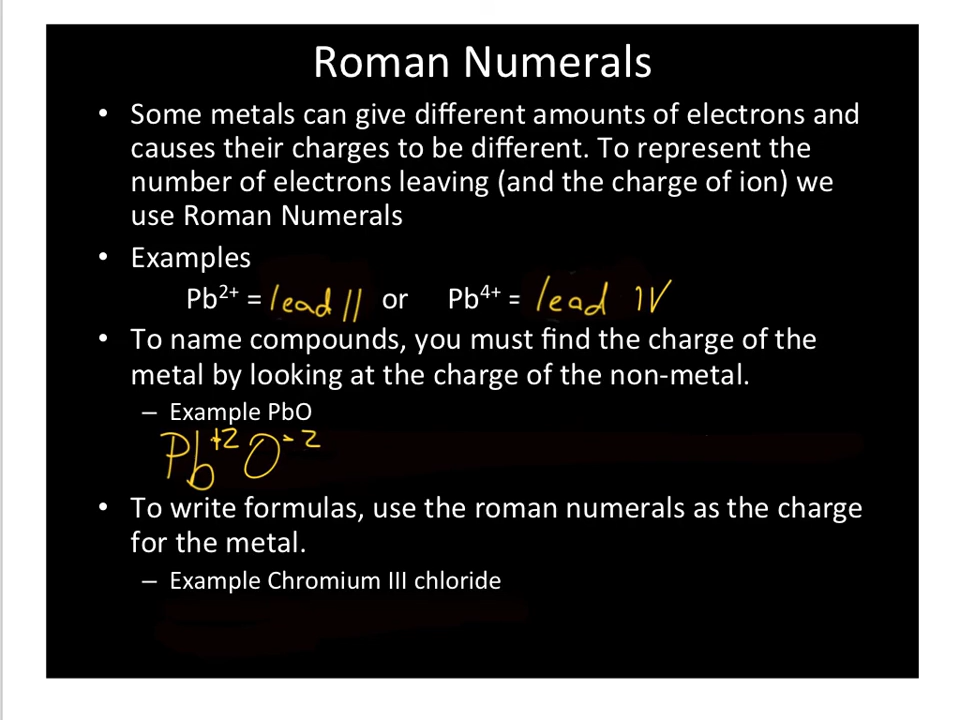 Roman Numerals
• Some metals can give different amounts of electrons and
causes their charges to be different. To represent the
number of electrons leaving (and the charge of ion) we
use Roman Numerals
• Examples
Pb²⁺ = lead II or Pb⁴⁺ = lead IV
• To name compounds, you must find the charge of the
metal by looking at the charge of the non-metal.
– Example PbO
Pb⁺² O⁻²
• To write formulas, use the roman numerals as the charge
for the metal.
– Example Chromium III chloride